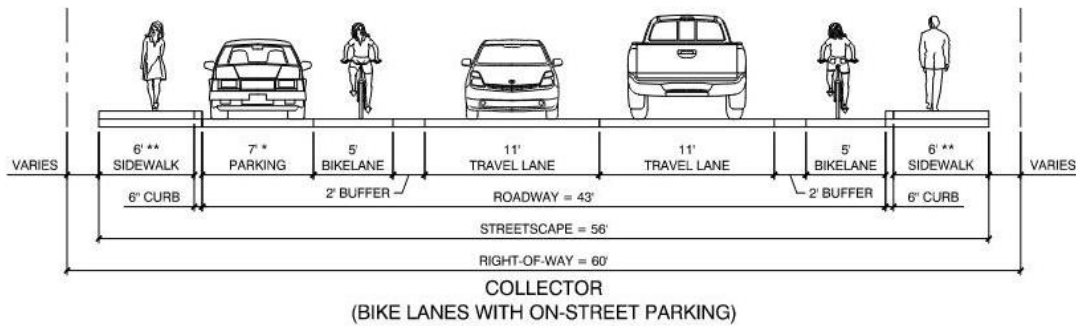 6' ** 7' * 5' 11' 11' 5' 6' **
VARIES SIDEWALK PARKING BIKELANE TRAVEL LANE TRAVEL LANE BIKELANE SIDEWALK VARIES
6" CURB 2' BUFFER ROADWAY = 43' 2' BUFFER 6" CURB
STREETSCAPE = 56'
RIGHT-OF-WAY = 60'
COLLECTOR
(BIKE LANES WITH ON-STREET PARKING)